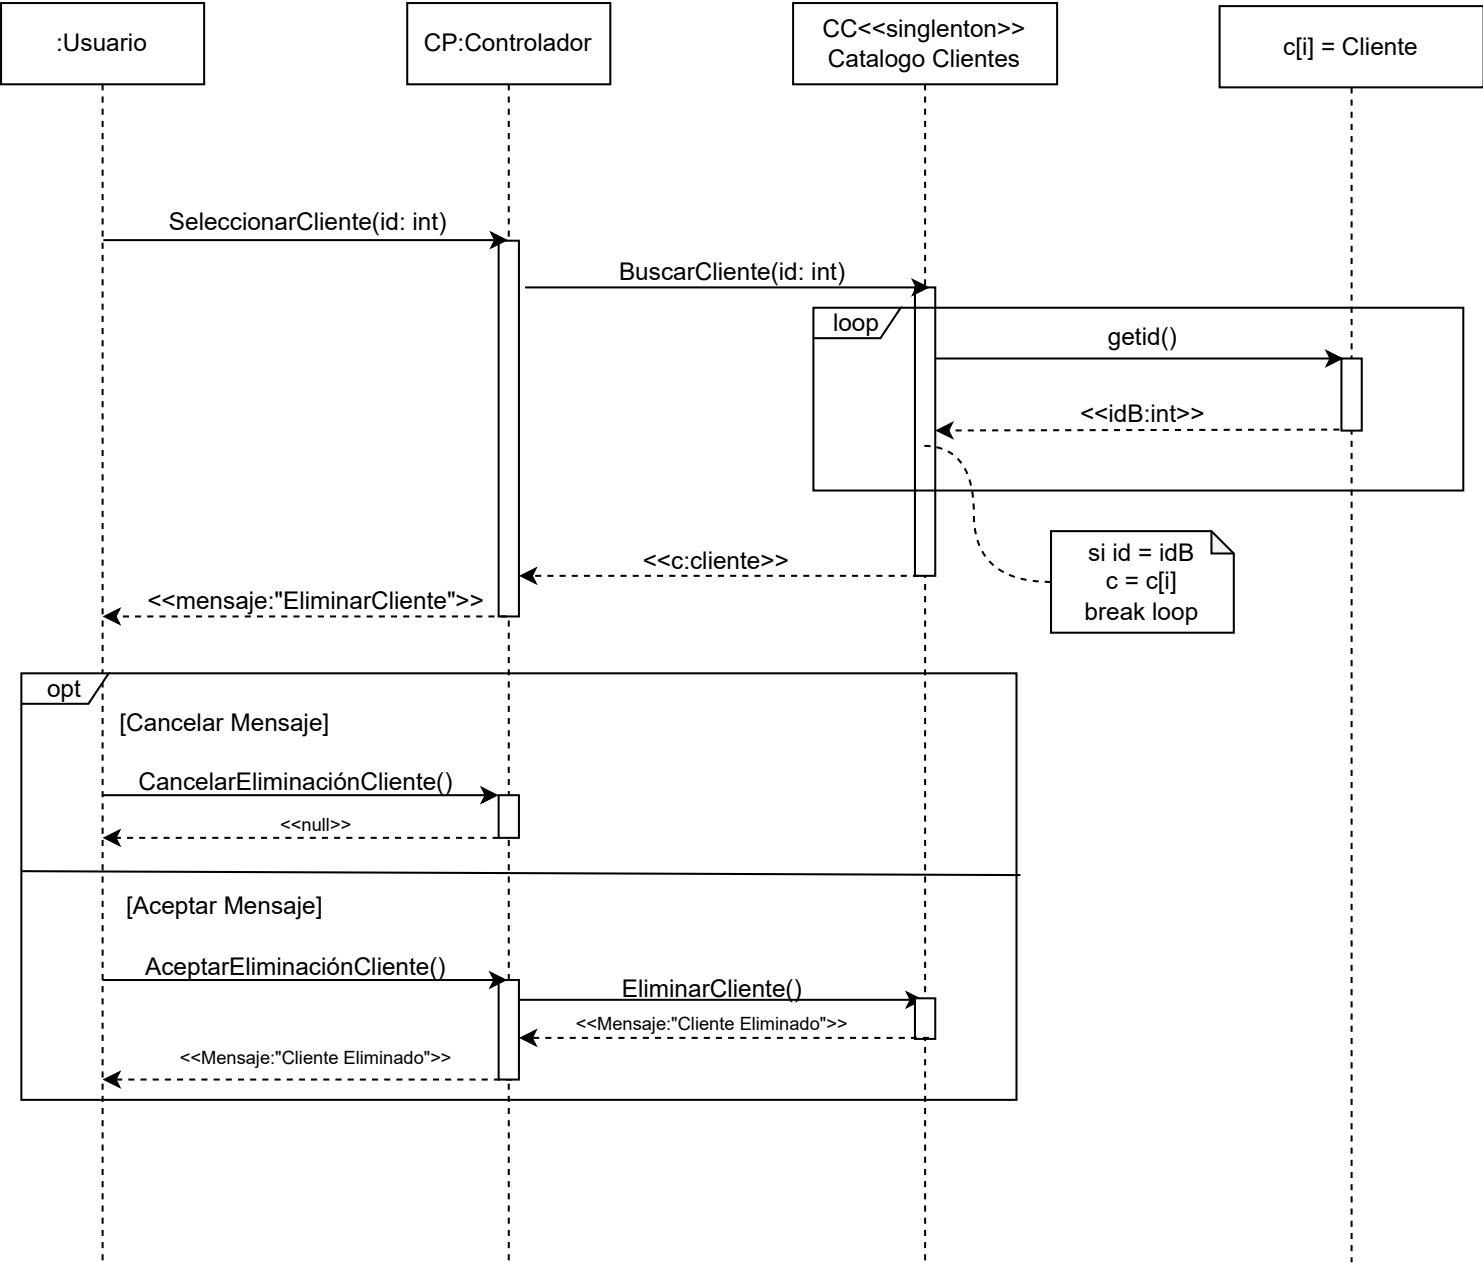 :Usuario
CP:Controlador
CC<<singlenton>>
Catalogo Clientes
c[i] = Cliente
SeleccionarCliente(id: int)
BuscarCliente(id: int)
loop
getid()
<<idB:int>>
si id = idB
c = c[i]
break loop
<<c:cliente>>
<<mensaje:"EliminarCliente">>
opt
[Cancelar Mensaje]
CancelarEliminaciónCliente()
<<null>>
[Aceptar Mensaje]
AceptarEliminaciónCliente()
EliminarCliente()
<<Mensaje:"Cliente Eliminado">>
<<Mensaje:"Cliente Eliminado">>